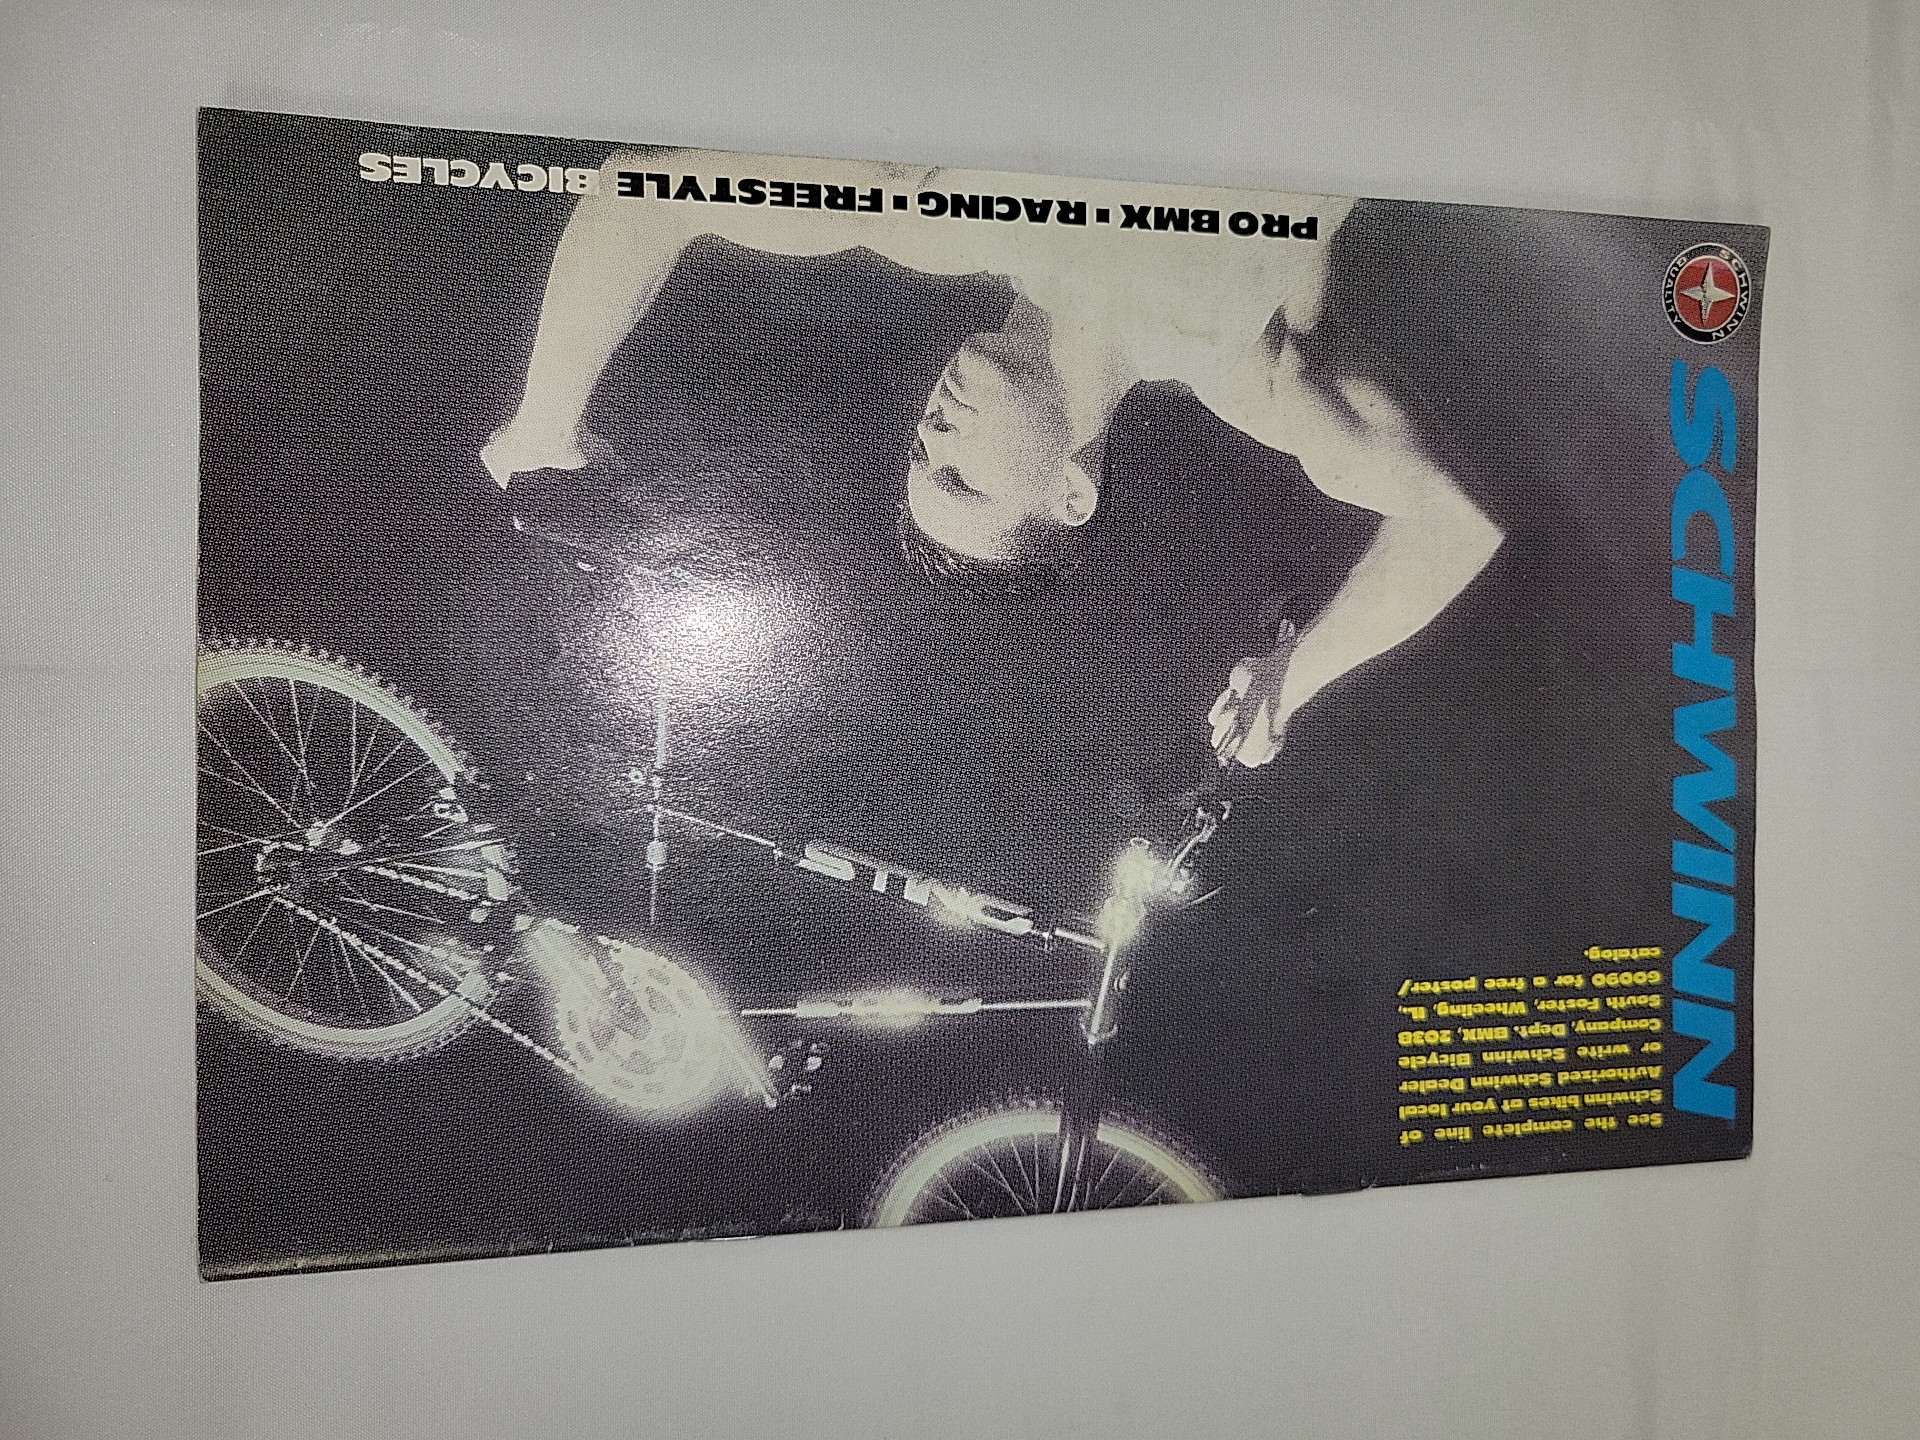 SCHWINN
SCHWINN
QUALITY
See the complete line of
Schwinn bikes at your local
Authorized Schwinn Dealer
or write Schwinn Bicycle
Company, Dept. BMX, 2038
South Foster, Wheeling, IL,
60090 for a free poster/
catalog.
STING
PRO BMX ▪ RACING ▪ FREESTYLE BICYCLES